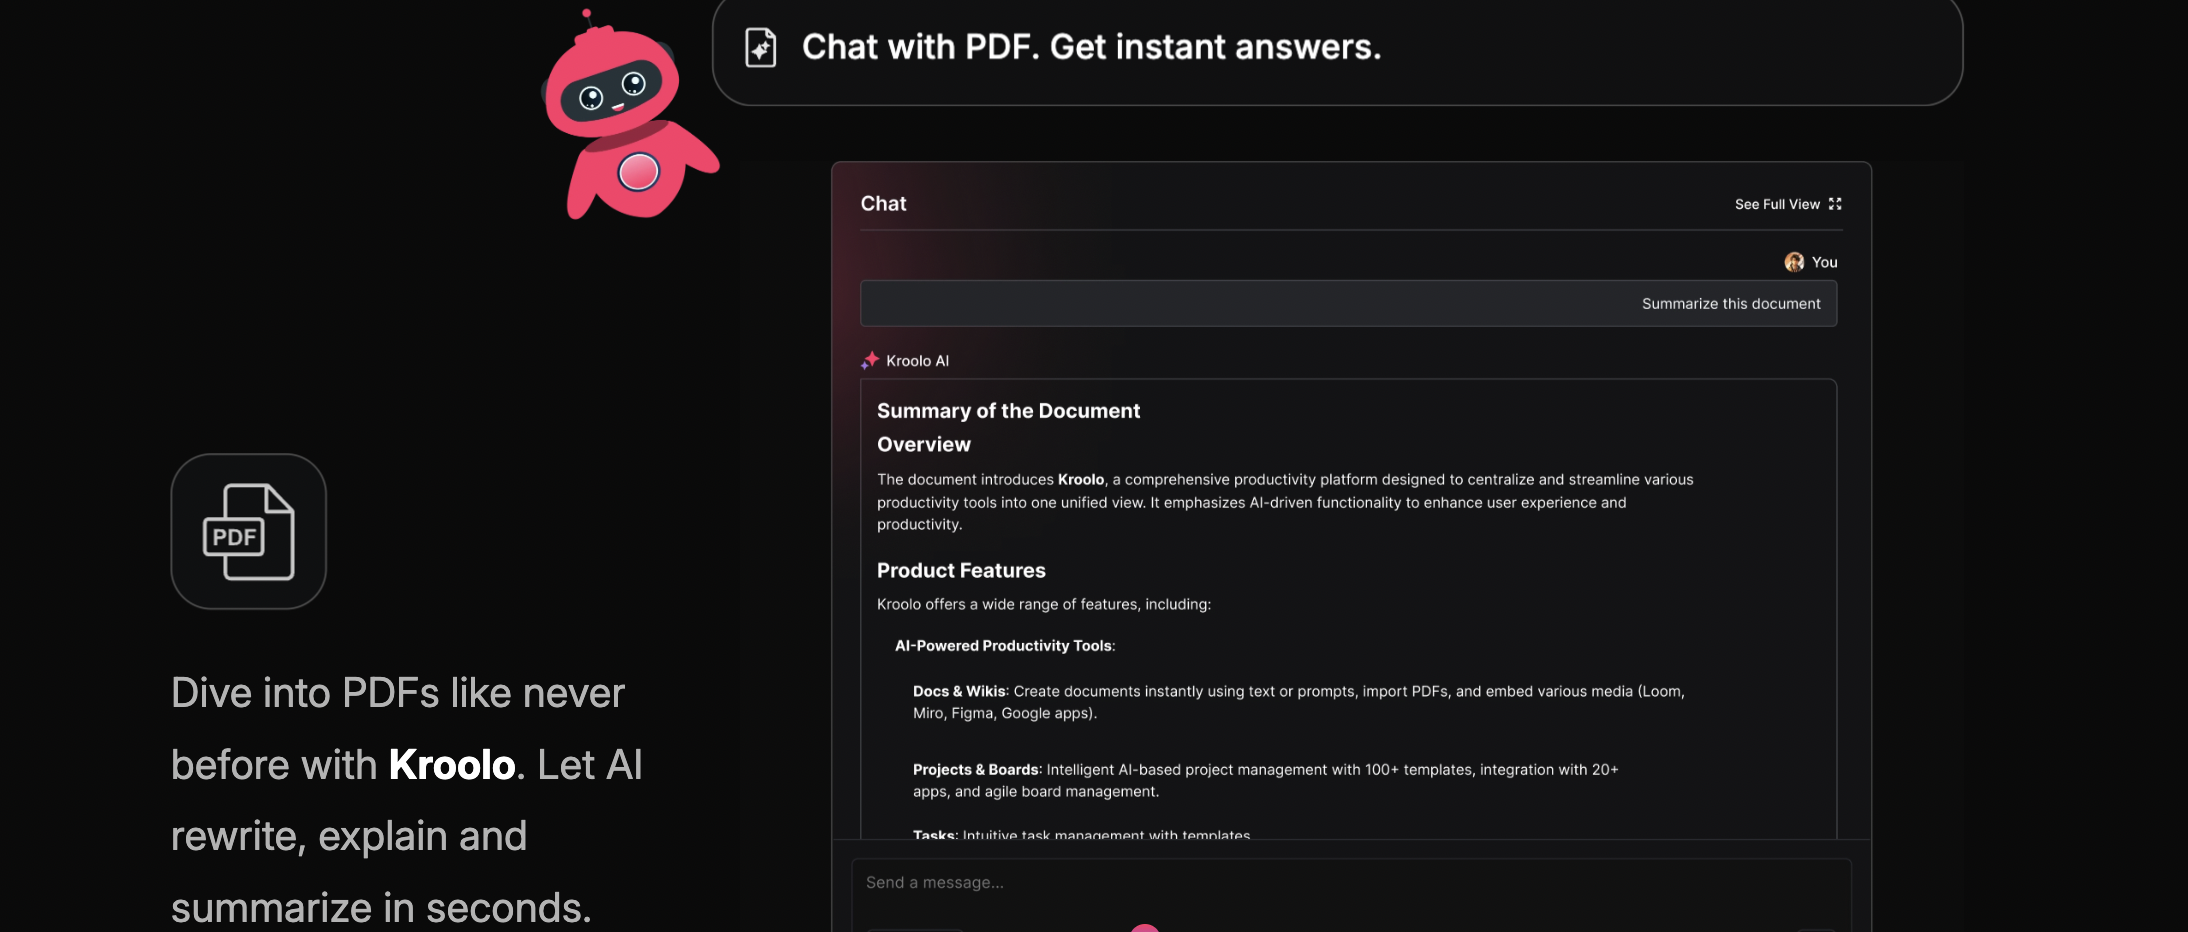 Chat with PDF. Get instant answers.
Chat
See Full View
You
Summarize this document
Kroolo AI
Summary of the Document
Overview
The document introduces Kroolo, a comprehensive productivity platform designed to centralize and streamline various
productivity tools into one unified view. It emphasizes AI-driven functionality to enhance user experience and
productivity.
Product Features
Kroolo offers a wide range of features, including:
AI-Powered Productivity Tools:
Docs & Wikis: Create documents instantly using text or prompts, import PDFs, and embed various media (Loom,
Miro, Figma, Google apps).
Projects & Boards: Intelligent AI-based project management with 100+ templates, integration with 20+
apps, and agile board management.
Tasks: Intuitive task management with templates
Send a message...
PDF
Dive into PDFs like never
before with Kroolo. Let AI
rewrite, explain and
summarize in seconds.